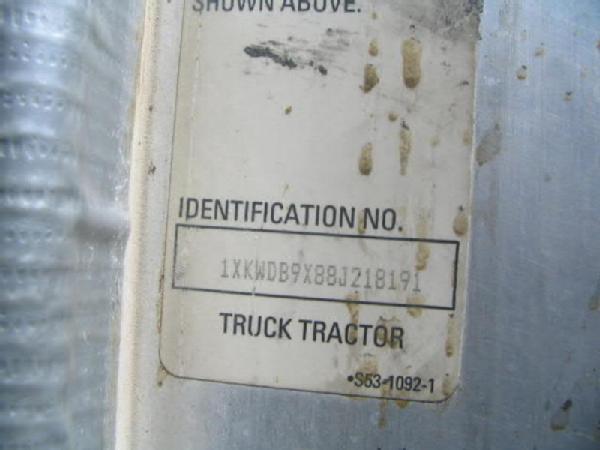 SHOWN ABOVE.
IDENTIFICATION NO.
1XKWDB9X88J218191
TRUCK TRACTOR
•S53-1092-1